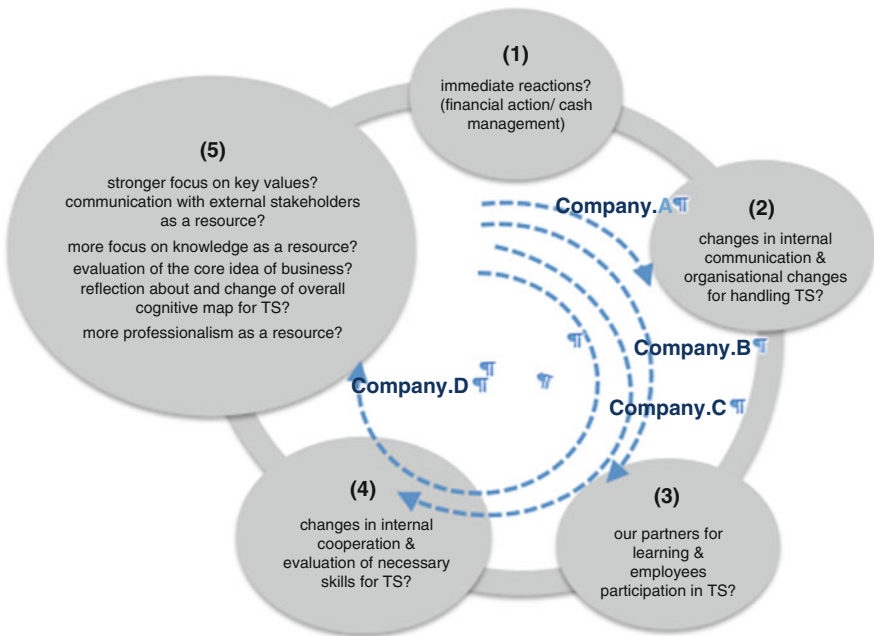 (1)
immediate reactions?
(financial action/ cash
management)
(5)
stronger focus on key values?
communication with external stakeholders
as a resource?
more focus on knowledge as a resource?
evaluation of the core idea of business?
reflection about and change of overall
cognitive map for TS?
more professionalism as a resource?
Company.A¶
(2)
changes in internal
communication &
organisational changes
for handling TS?
¶
Company.B¶
¶
Company.D¶
¶
Company.C¶
(4)
changes in internal
cooperation &
evaluation of necessary
skills for TS?
(3)
our partners for
learning &
employees
participation in TS?